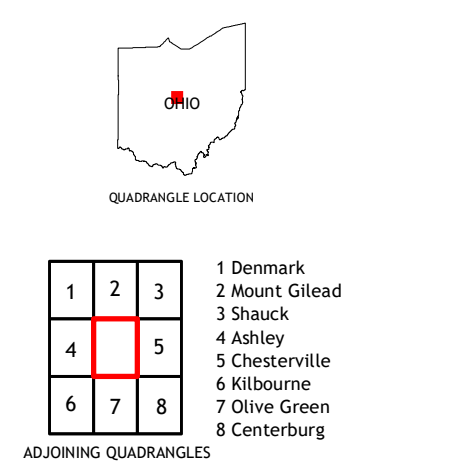 OHIO
QUADRANGLE LOCATION
1 2 3
4 5
6 7 8
ADJOINING QUADRANGLES
1 Denmark
2 Mount Gilead
3 Shauck
4 Ashley
5 Chesterville
6 Kilbourne
7 Olive Green
8 Centerburg